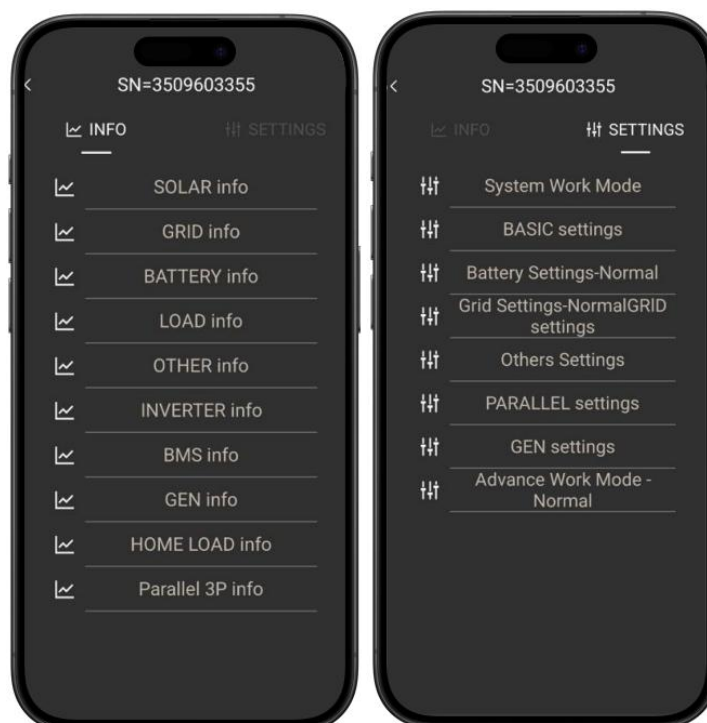 SN=3509603355
INFO
SETTINGS
SOLAR info
GRID info
BATTERY info
LOAD info
OTHER info
INVERTER info
BMS info
GEN info
HOME LOAD info
Parallel 3P info
SN=3509603355
INFO
SETTINGS
System Work Mode
BASIC settings
Battery Settings-Normal
Grid Settings-NormalGRID
settings
Others Settings
PARALLEL settings
GEN settings
Advance Work Mode -
Normal